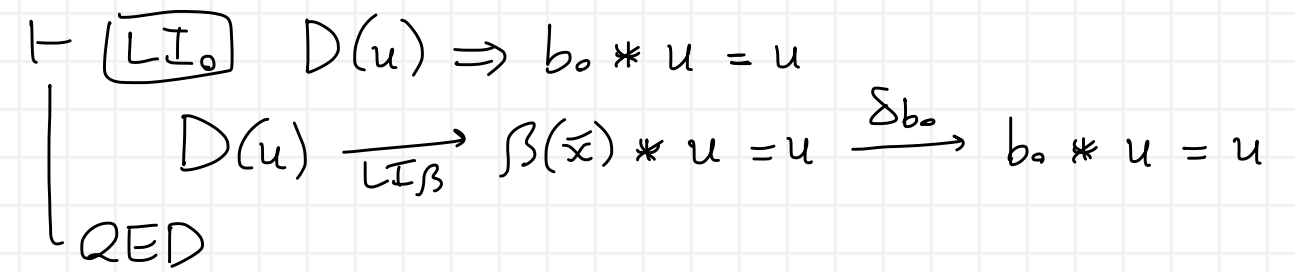 ⊢ LI₀ D(u) ⇒ b₀ * u = u
D(u) →_{LIβ} β(x̄) * u = u →^{δb₀} b₀ * u = u
QED